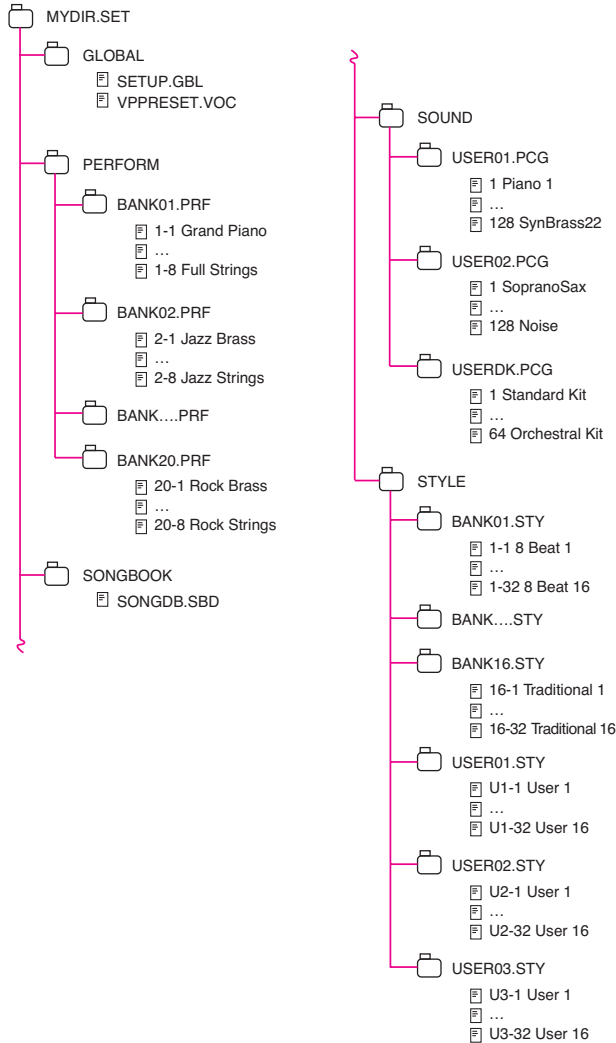 MYDIR.SET
GLOBAL
SETUP.GBL
VPPRESET.VOC
PERFORM
BANK01.PRF
1-1 Grand Piano
…
1-8 Full Strings
BANK02.PRF
2-1 Jazz Brass
…
2-8 Jazz Strings
BANK….PRF
BANK20.PRF
20-1 Rock Brass
…
20-8 Rock Strings
SONGBOOK
SONGDB.SBD
SOUND
USER01.PCG
1 Piano 1
…
128 SynBrass22
USER02.PCG
1 SopranoSax
…
128 Noise
USERDK.PCG
1 Standard Kit
…
64 Orchestral Kit
STYLE
BANK01.STY
1-1 8 Beat 1
…
1-32 8 Beat 16
BANK….STY
BANK16.STY
16-1 Traditional 1
…
16-32 Traditional 16
USER01.STY
U1-1 User 1
…
U1-32 User 16
USER02.STY
U2-1 User 1
…
U2-32 User 16
USER03.STY
U3-1 User 1
…
U3-32 User 16